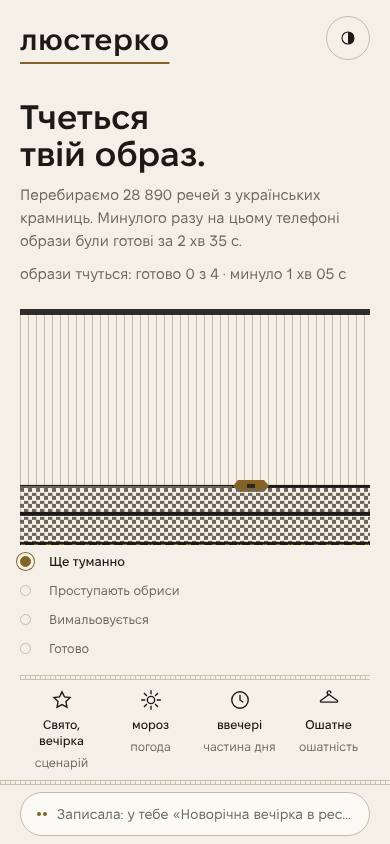 люстерко
Тчеться
твій образ.
Перебираємо 28 890 речей з українських
крамниць. Минулого разу на цьому телефоні
образи були готові за 2 хв 35 с.
образи тчуться: готово 0 з 4 · минуло 1 хв 05 с
Ще туманно
Проступають обриси
Вимальовується
Готово
Свято,
вечірка
сценарій
мороз
погода
ввечері
частина дня
Ошатне
ошатність
Записала: у тебе «Новорічна вечірка в рес...